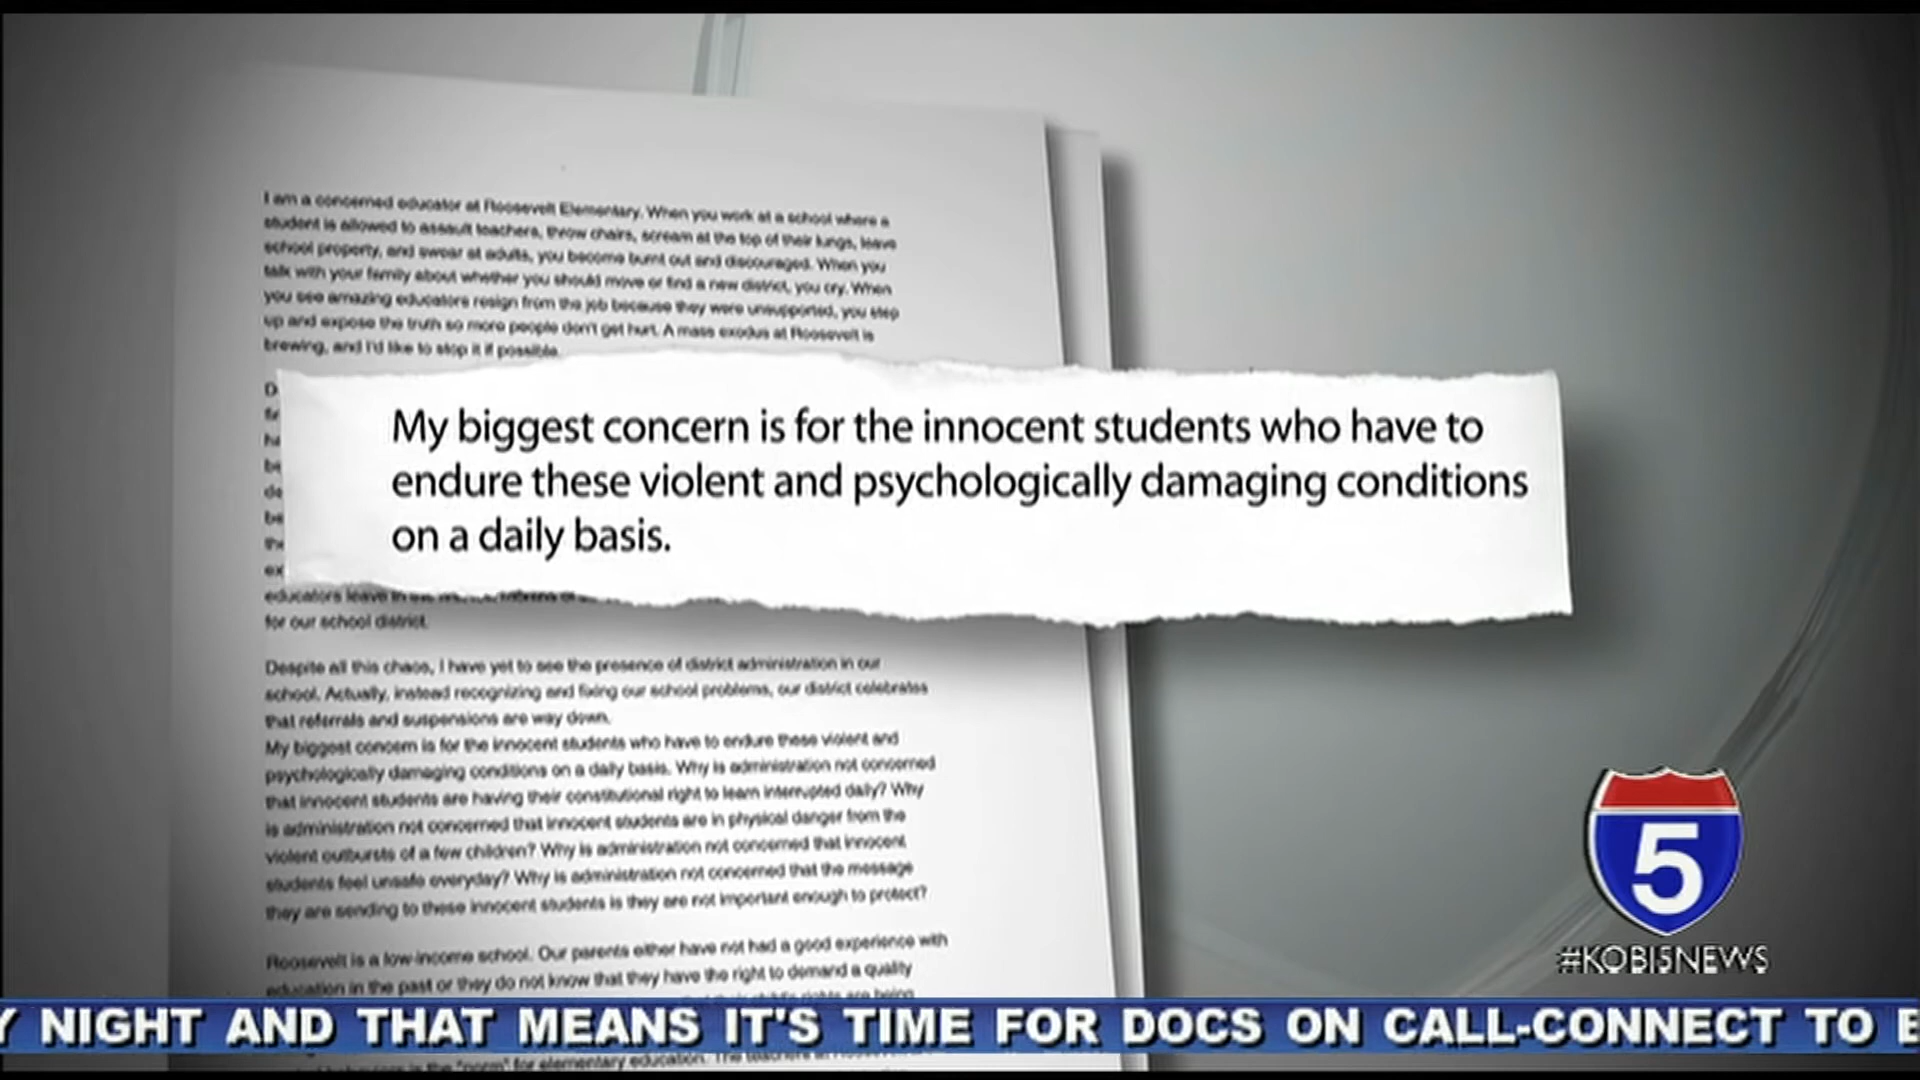 I am a concerned educator at Roosevelt Elementary. When you work at a school where a
student is allowed to assault teachers, throw chairs, scream at the top of their lungs, leave
school property, and swear at adults, you become burnt out and discouraged. When you
talk with your family about whether you should move or find a new district, you cry. When
you see amazing educators resign from the job because they were unsupported, you step
up and expose the truth so more people don't get hurt. A mass exodus at Roosevelt is
brewing, and I'd like to stop it if possible.
My biggest concern is for the innocent students who have to
endure these violent and psychologically damaging conditions
on a daily basis.
educators leave in
for our school district.
Despite all this chaos, I have yet to see the presence of district administration in our
school. Actually, instead recognizing and fixing our school problems, our district celebrates
that referrals and suspensions are way down.
My biggest concern is for the innocent students who have to endure these violent and
psychologically damaging conditions on a daily basis. Why is administration not concerned
that innocent students are having their constitutional right to learn interrupted daily? Why
is administration not concerned that innocent students are in physical danger from the
violent outbursts of a few children? Why is administration not concerned that innocent
students feel unsafe everyday? Why is administration not concerned that the message
they are sending to these innocent students is they are not important enough to protect?
Roosevelt is a low-income school. Our parents either have not had a good experience with
education in the past or they do not know that they have the right to demand a quality
5
#KOBI5NEWS
Y NIGHT AND THAT MEANS IT'S TIME FOR DOCS ON CALL-CONNECT TO
is the "norm" for elementary education. The teachers at